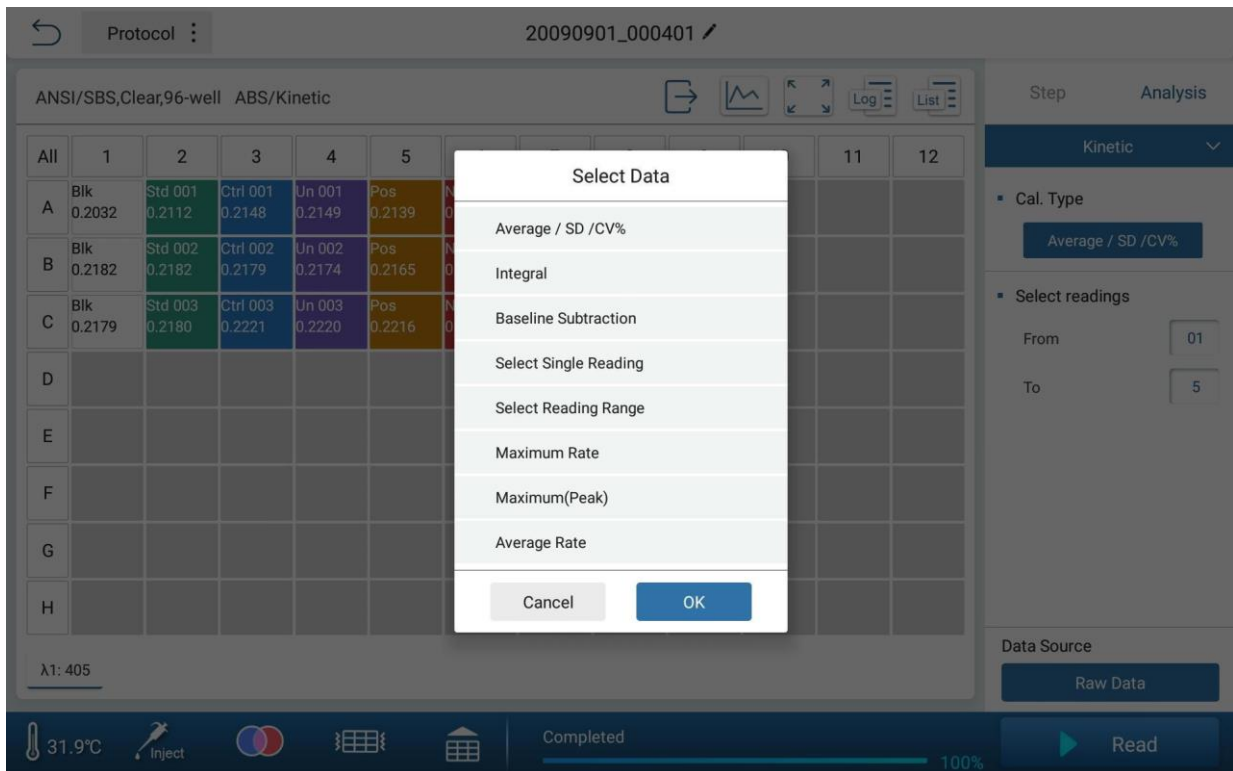 Protocol
20090901_000401
ANSI/SBS,Clear,96-well ABS/Kinetic
Log
List
Step
Analysis
All 1 2 3 4 5 11 12
Kinetic
A
Blk Std 001 Ctrl 001 Un 001 Pos
0.2032 0.2112 0.2148 0.2149 0.2139
B
Blk Std 002 Ctrl 002 Un 002 Pos
0.2182 0.2182 0.2179 0.2174 0.2165
C
Blk Std 003 Ctrl 003 Un 003 Pos
0.2179 0.2180 0.2221 0.2220 0.2216
D
E
F
G
H
λ1: 405
Select Data
Average / SD /CV%
Integral
Baseline Subtraction
Select Single Reading
Select Reading Range
Maximum Rate
Maximum(Peak)
Average Rate
Cancel
OK
Cal. Type
Average / SD /CV%
Select readings
From 01
To 5
Data Source
Raw Data
31.9℃
Inject
Completed
100%
Read